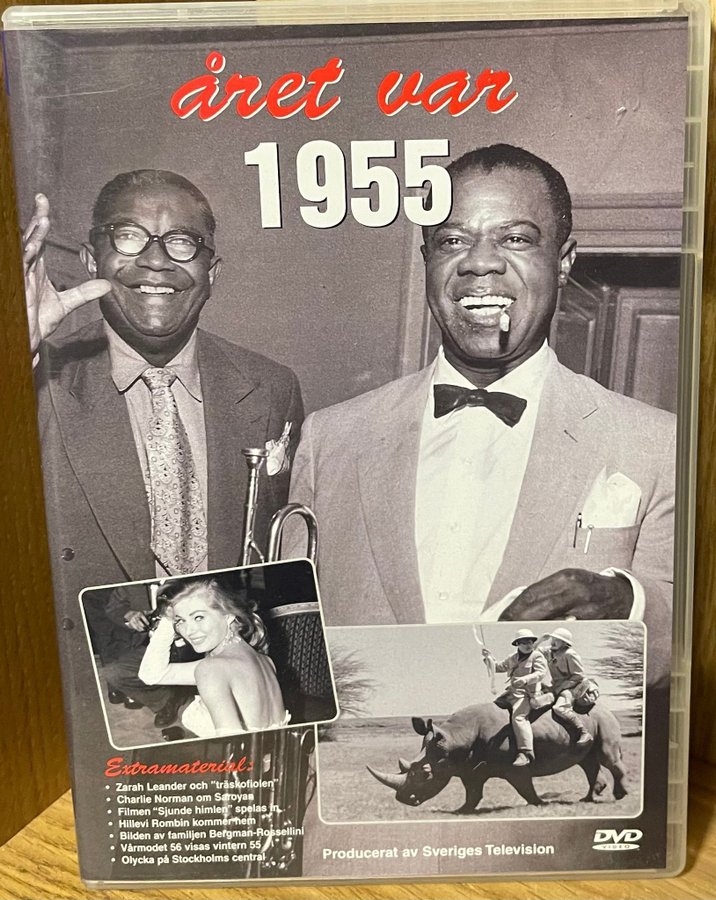 året var
1955
Extramaterial:
• Zarah Leander och "träskofiolen"
• Charlie Norman om Saroyan
• Filmen "Sjunde himlen" spelas in
• Hillevi Rombin kommer hem
• Bilden av familjen Bergman-Rossellini
• Vårmodet 56 visas vintern 55
• Olycka på Stockholms central
Producerat av Sveriges Television
DVD
VIDEO